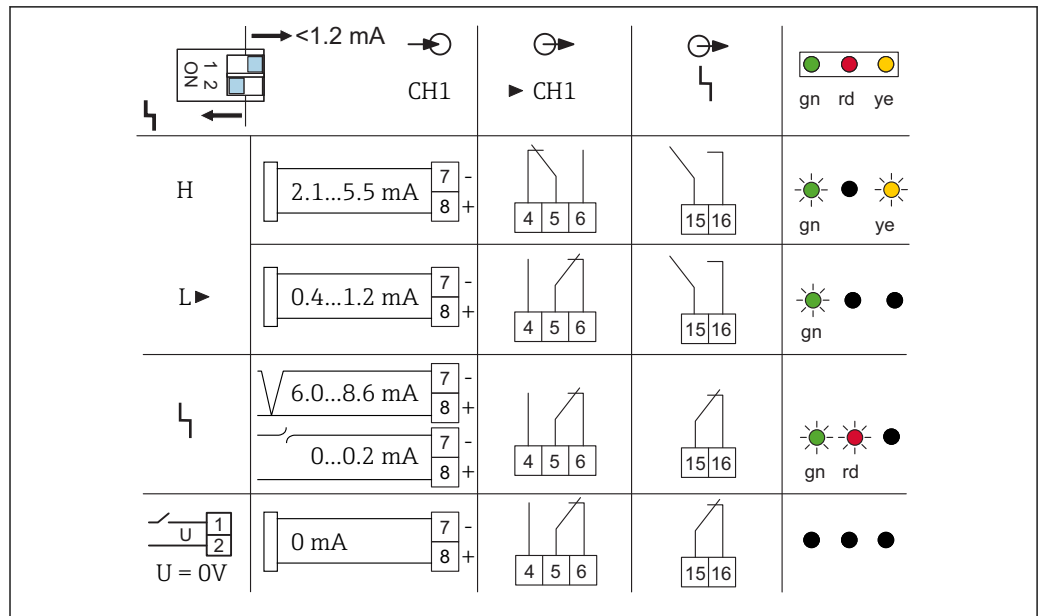 <1.2 mA
1 2
ON
CH1
► CH1
gn rd ye
H
2.1...5.5 mA
7 -
8 +
4 5 6
15 16
gn ye
L►
0.4...1.2 mA
7 -
8 +
4 5 6
15 16
gn
6.0...8.6 mA
7 -
8 +
0...0.2 mA
7 -
8 +
4 5 6
15 16
gn rd
U
1
2
U = 0V
0 mA
7 -
8 +
4 5 6
15 16